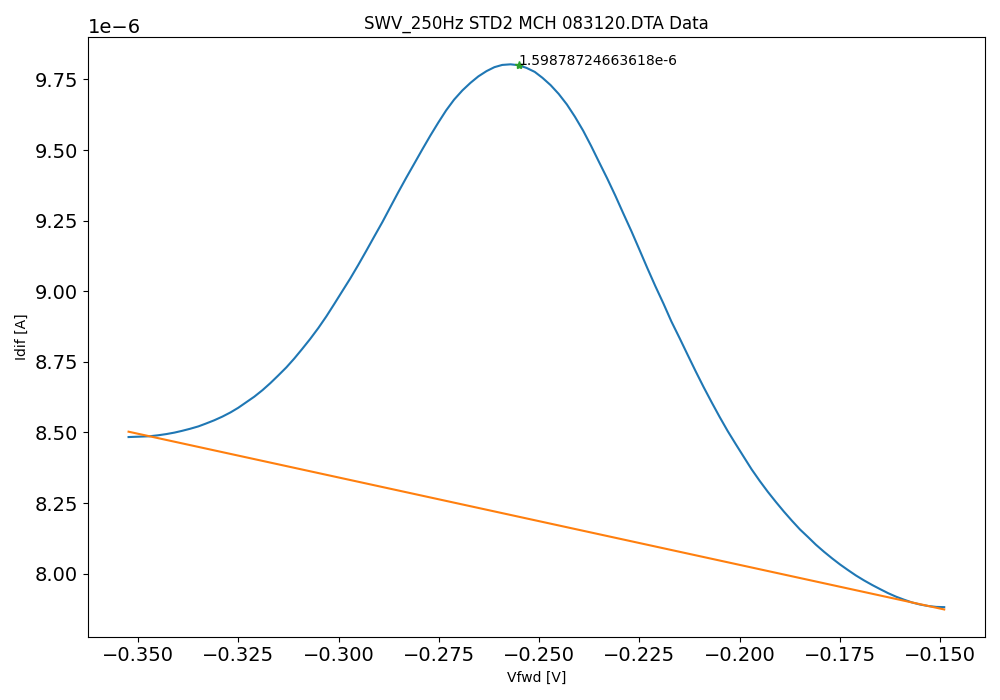 SWV_250Hz STD2 MCH 083120.DTA Data
1e−6
1.59878724663618e-6
9.75
9.50
9.25
9.00
8.75
8.50
8.25
8.00
Idif [A]
−0.350 −0.325 −0.300 −0.275 −0.250 −0.225 −0.200 −0.175 −0.150
Vfwd [V]